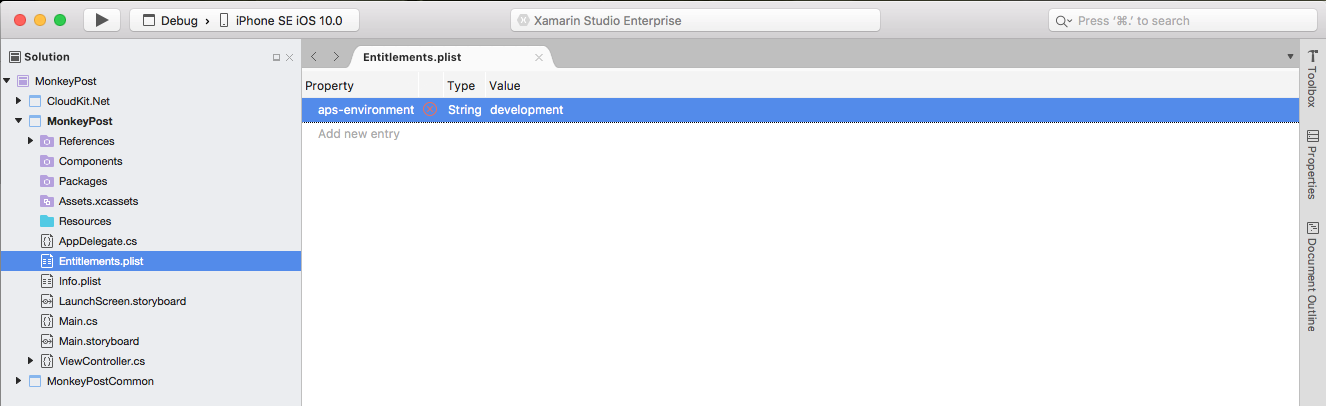 Debug › iPhone SE iOS 10.0
Xamarin Studio Enterprise
Press ‘⌘.’ to search
Solution
MonkeyPost
CloudKit.Net
MonkeyPost
References
Components
Packages
Assets.xcassets
Resources
AppDelegate.cs
Entitlements.plist
Info.plist
LaunchScreen.storyboard
Main.cs
Main.storyboard
ViewController.cs
MonkeyPostCommon
Entitlements.plist
Property Type Value
aps-environment String development
Add new entry
Toolbox
Properties
Document Outline